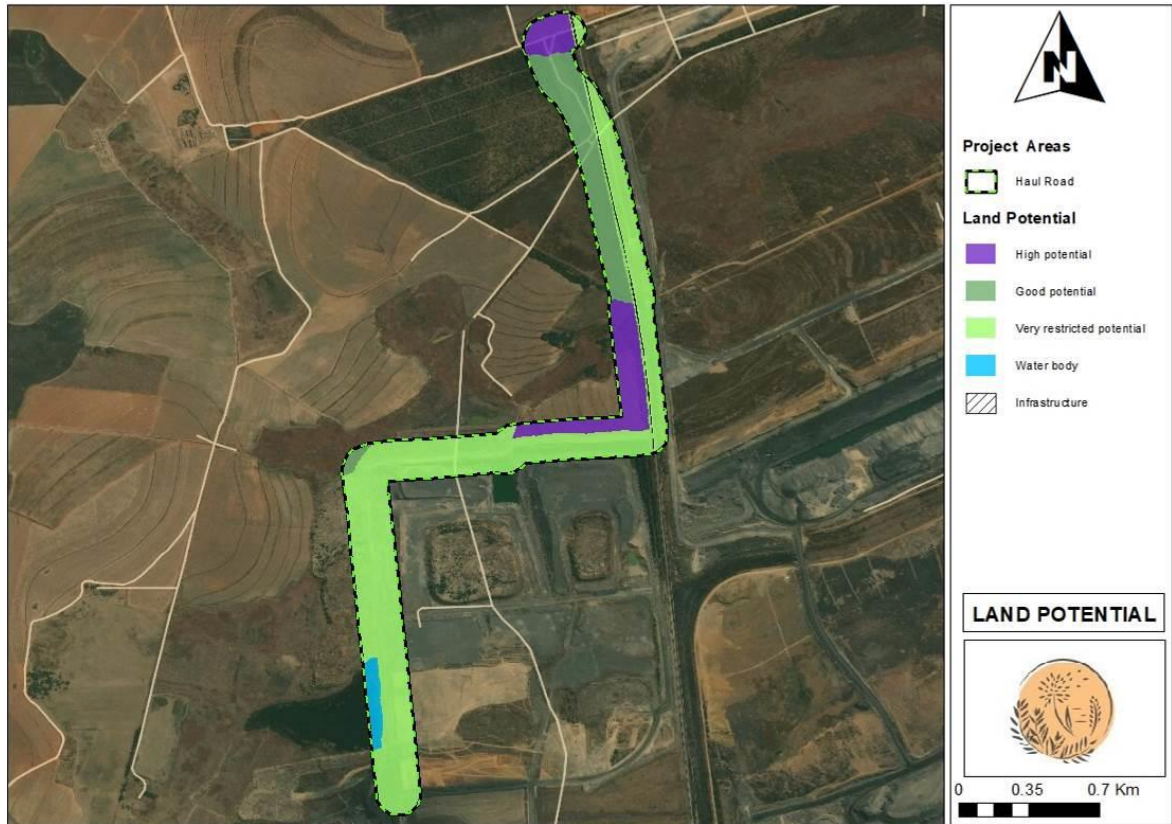 N
Project Areas
Haul Road
Land Potential
High potential
Good potential
Very restricted potential
Water body
Infrastructure
LAND POTENTIAL
0 0.35 0.7 Km